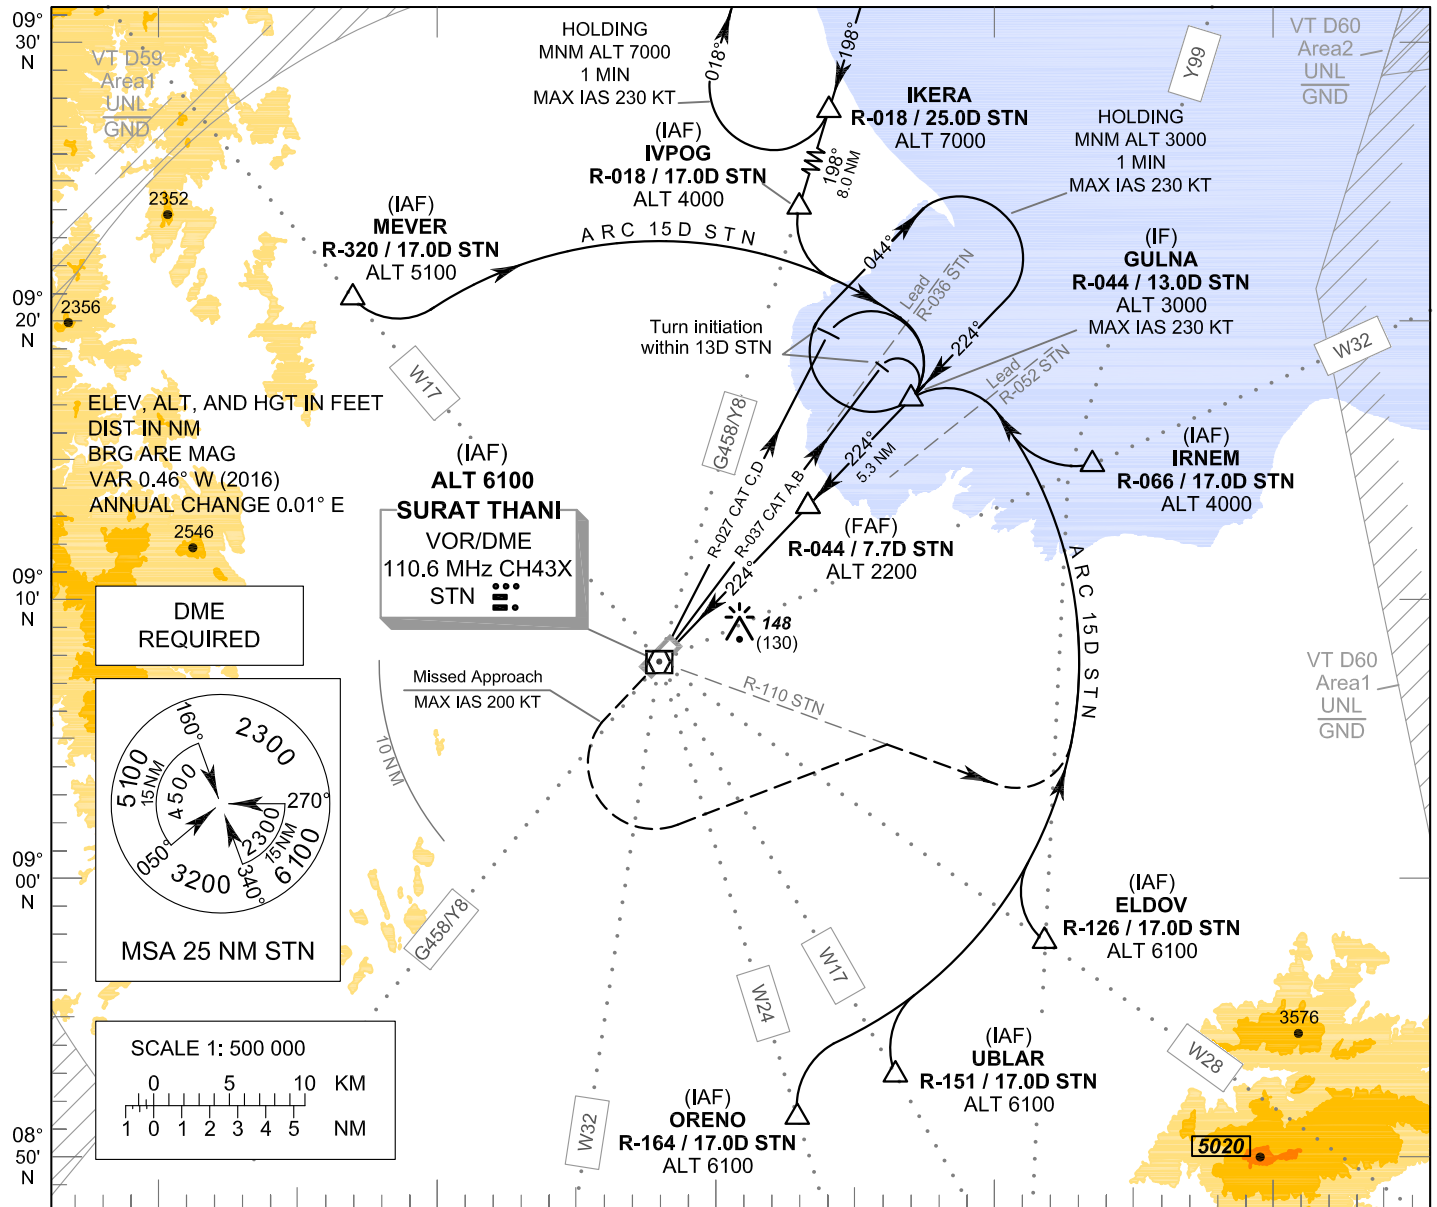 09°
30'
N
09°
20'
N
09°
10'
N
09°
00'
N
08°
50'
N
VT D59
Area1
UNL
GND
HOLDING
MNM ALT 7000
1 MIN
MAX IAS 230 KT
018°
198°
IKERA
R-018 / 25.0D STN
ALT 7000
Y99
VT D60
Area2
UNL
GND
HOLDING
MNM ALT 3000
1 MIN
MAX IAS 230 KT
(IAF)
IVPOG
R-018 / 17.0D STN
ALT 4000
198°
8.0 NM
2352
(IAF)
MEVER
R-320 / 17.0D STN
ALT 5100
ARC 15D STN
044°
Lead
R-036 STN
(IF)
GULNA
R-044 / 13.0D STN
ALT 3000
MAX IAS 230 KT
2356
Turn initiation
within 13D STN
224°
Lead
R-052 STN
W32
W17
G458/Y8
ELEV, ALT, AND HGT IN FEET
DIST IN NM
BRG ARE MAG
VAR 0.46° W (2016)
ANNUAL CHANGE 0.01° E
2546
(IAF)
ALT 6100
SURAT THANI
VOR/DME
110.6 MHz CH43X
STN
R-027 CAT C,D
R-037 CAT A,B
224°
5.3 NM
224°
(IAF)
IRNEM
R-066 / 17.0D STN
ALT 4000
(FAF)
R-044 / 7.7D STN
ALT 2200
ARC 15D STN
DME
REQUIRED
148
(130)
Missed Approach
MAX IAS 200 KT
R-110 STN
VT D60
Area1
UNL
GND
10NM
160°
2300
5100
15NM
4500
270°
2300
15NM
6100
050°
3200
340°
MSA 25 NM STN
G458/Y8
W17
W24
W32
W28
(IAF)
ELDOV
R-126 / 17.0D STN
ALT 6100
3576
(IAF)
UBLAR
R-151 / 17.0D STN
ALT 6100
(IAF)
ORENO
R-164 / 17.0D STN
ALT 6100
5020
SCALE 1: 500 000
0 5 10 KM
1 0 1 2 3 4 5 NM